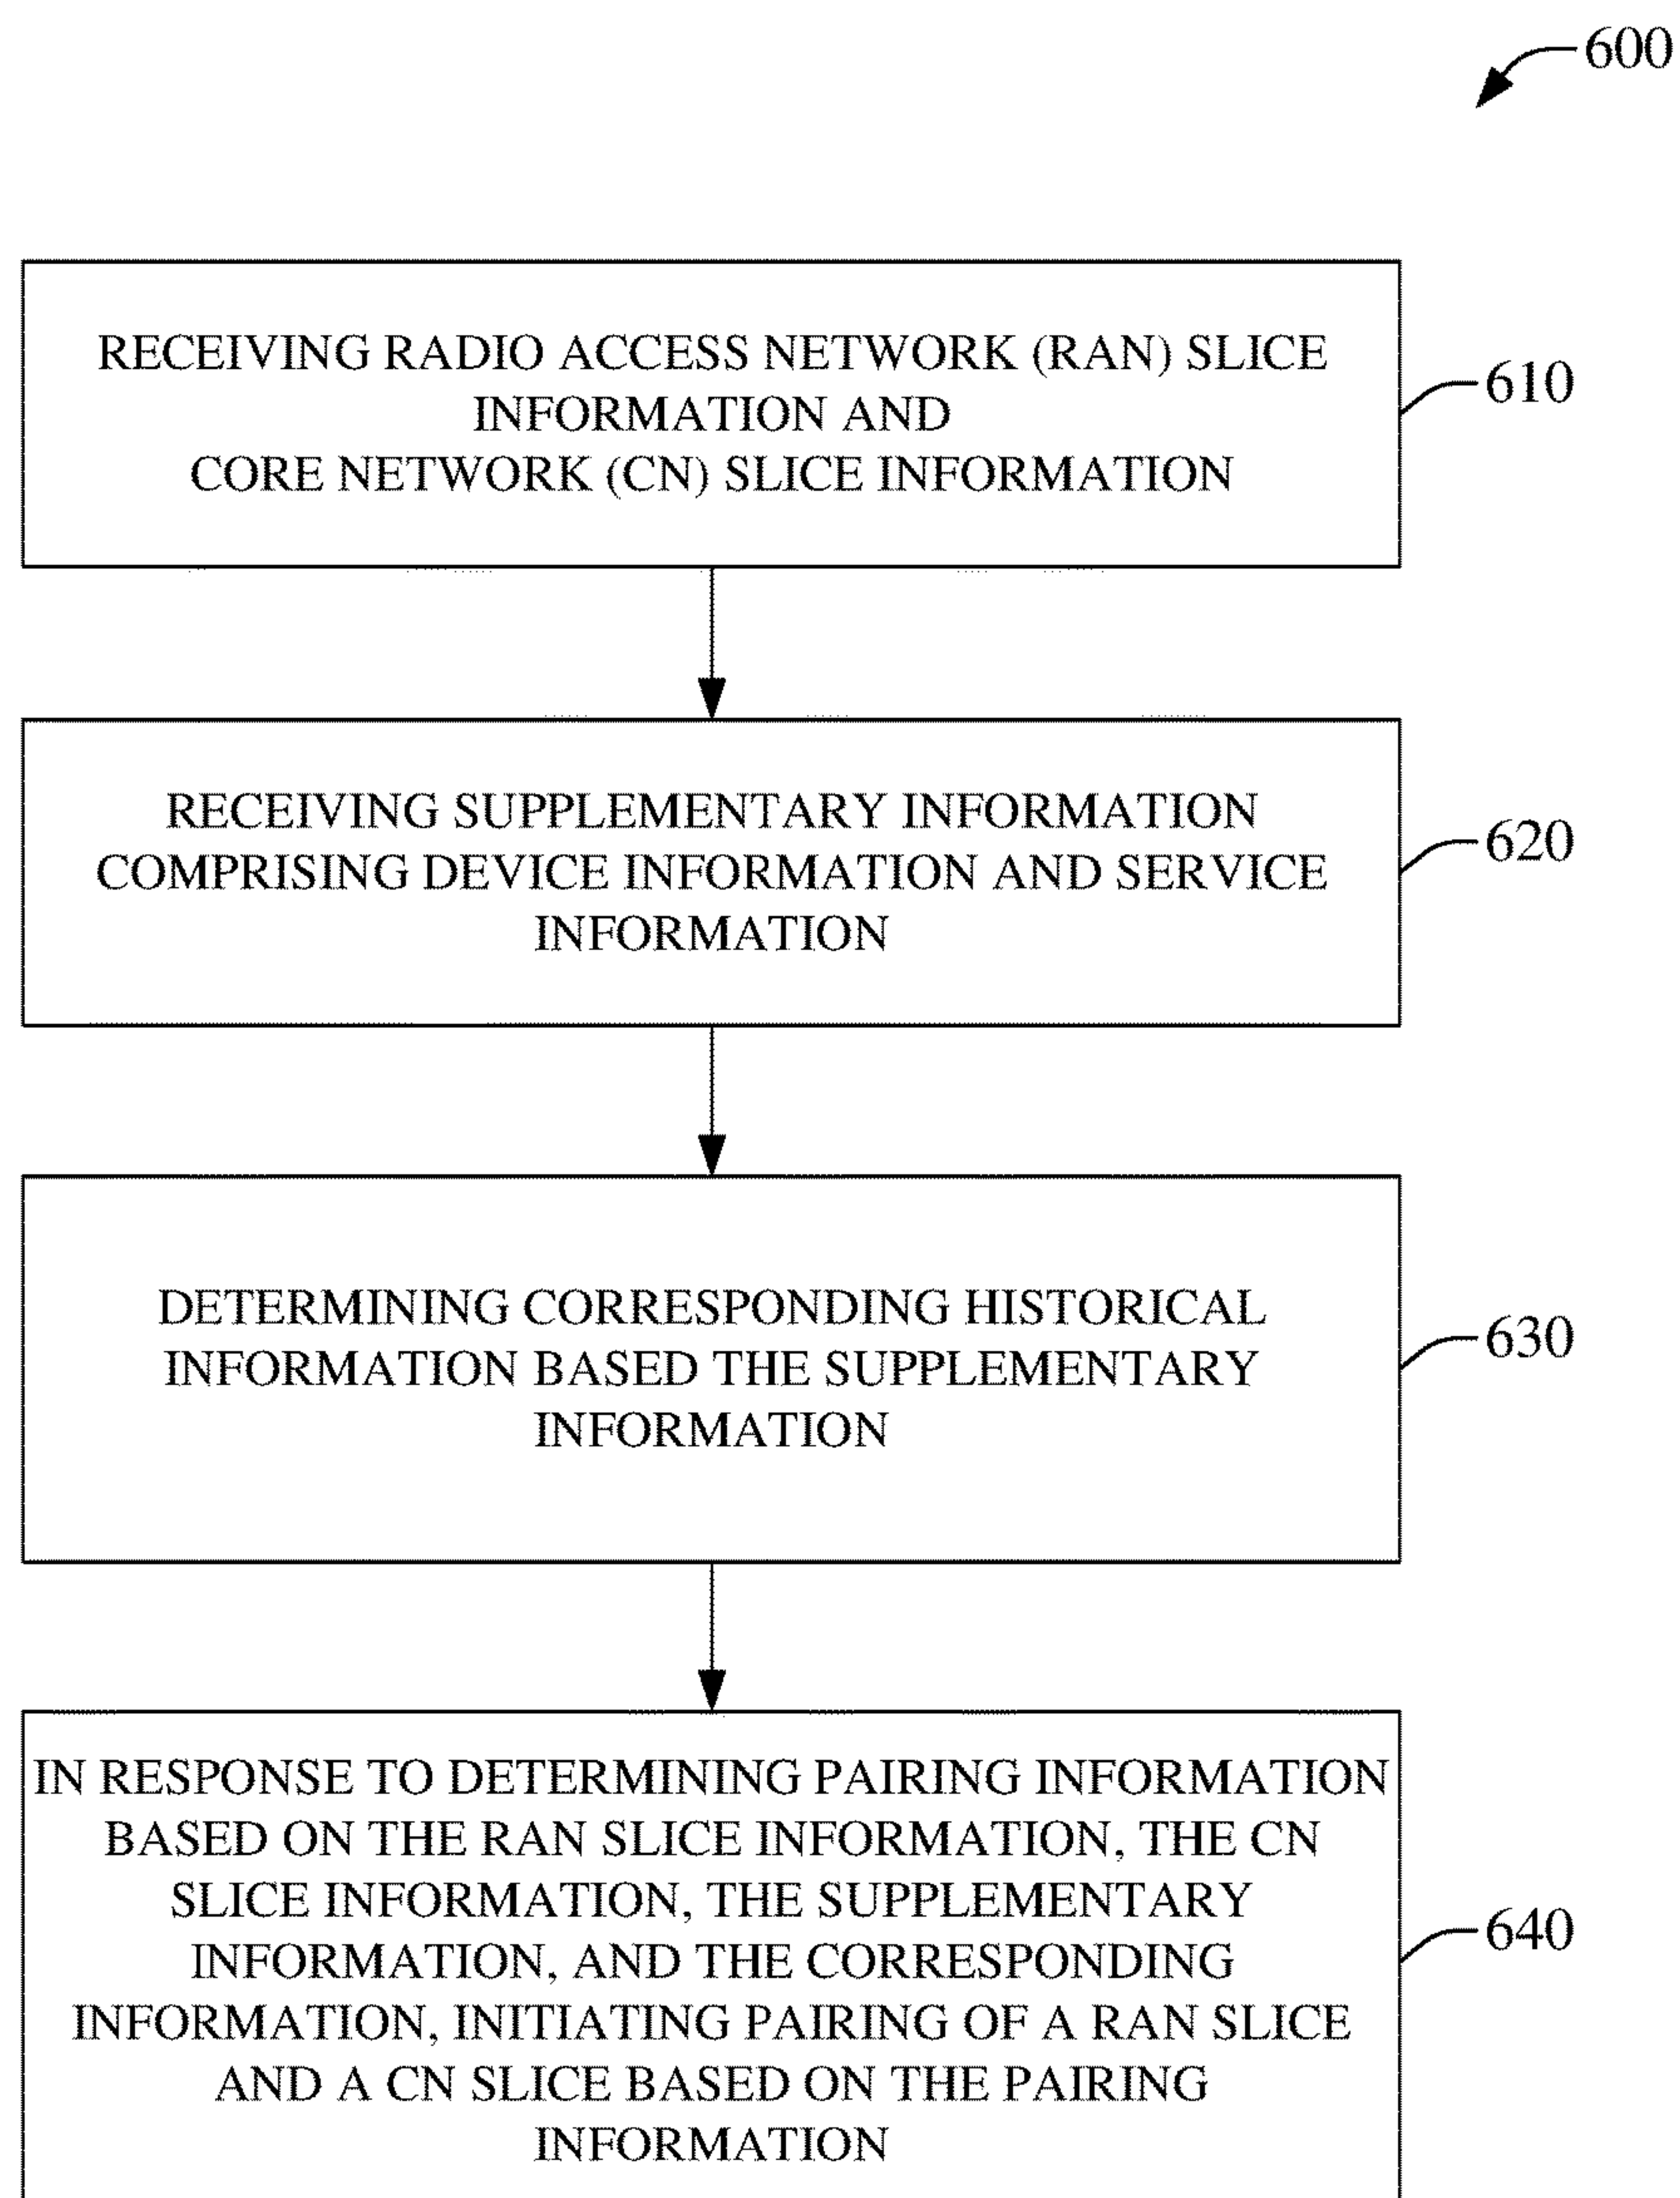 600
RECEIVING RADIO ACCESS NETWORK (RAN) SLICE
INFORMATION AND
CORE NETWORK (CN) SLICE INFORMATION
610
RECEIVING SUPPLEMENTARY INFORMATION
COMPRISING DEVICE INFORMATION AND SERVICE
INFORMATION
620
DETERMINING CORRESPONDING HISTORICAL
INFORMATION BASED THE SUPPLEMENTARY
INFORMATION
630
IN RESPONSE TO DETERMINING PAIRING INFORMATION
BASED ON THE RAN SLICE INFORMATION, THE CN
SLICE INFORMATION, THE SUPPLEMENTARY
INFORMATION, AND THE CORRESPONDING
INFORMATION, INITIATING PAIRING OF A RAN SLICE
AND A CN SLICE BASED ON THE PAIRING
INFORMATION
640